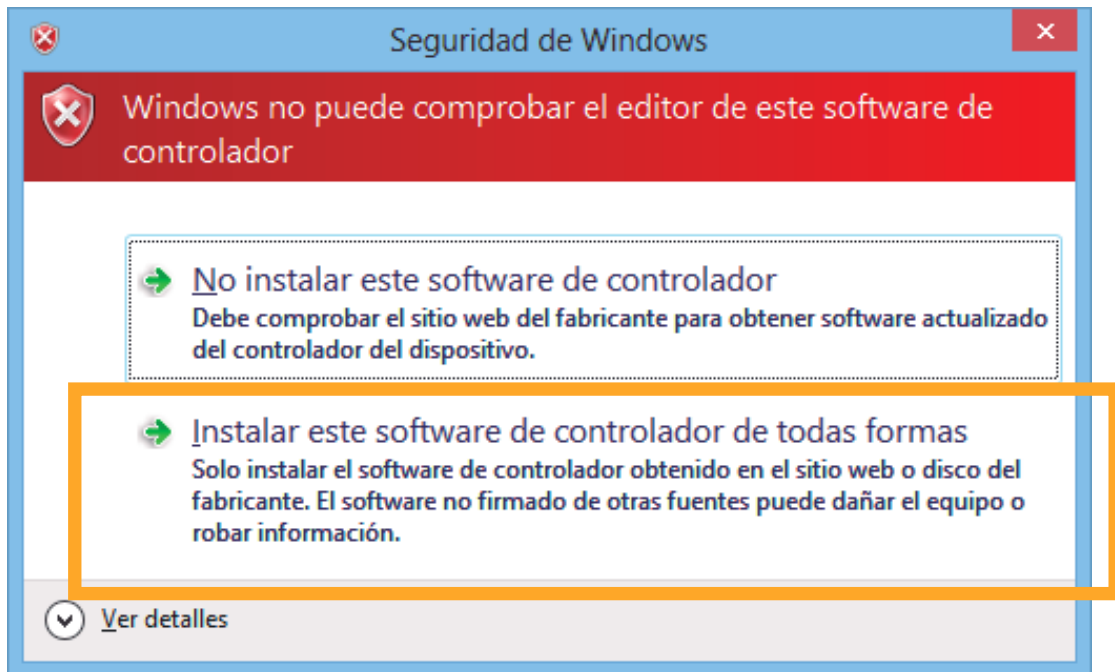 Seguridad de Windows
Windows no puede comprobar el editor de este software de
controlador
No instalar este software de controlador
Debe comprobar el sitio web del fabricante para obtener software actualizado
del controlador del dispositivo.
Instalar este software de controlador de todas formas
Solo instalar el software de controlador obtenido en el sitio web o disco del
fabricante. El software no firmado de otras fuentes puede dañar el equipo o
robar información.
Ver detalles